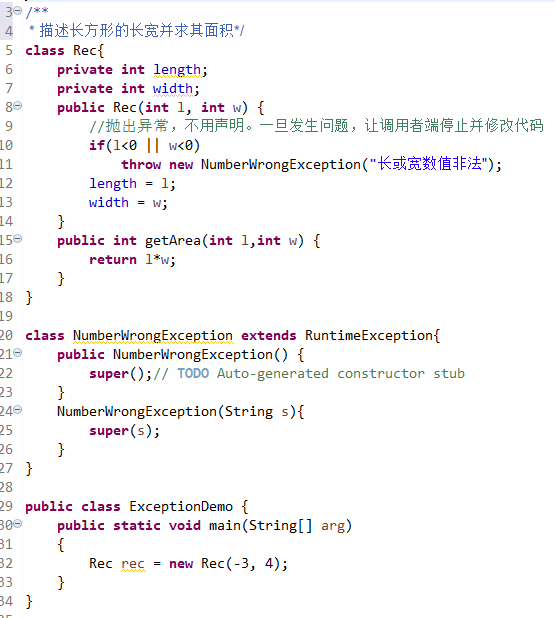 3 /**
4  * 描述长方形的长宽并求其面积*/
5 class Rec{
6     private int length;
7     private int width;
8     public Rec(int l, int w) {
9         //抛出异常，不用声明。一旦发生问题，让调用者端停止并修改代码
10         if(l<0 || w<0)
11             throw new NumberWrongException("长或宽数值非法");
12         length = l;
13         width = w;
14     }
15     public int getArea(int l,int w) {
16         return l*w;
17     }
18 }
19
20 class NumberWrongException extends RuntimeException{
21     public NumberWrongException() {
22         super();// TODO Auto-generated constructor stub
23     }
24     NumberWrongException(String s){
25         super(s);
26     }
27 }
28
29 public class ExceptionDemo {
30     public static void main(String[] arg)
31     {
32         Rec rec = new Rec(-3, 4);
33     }
34 }